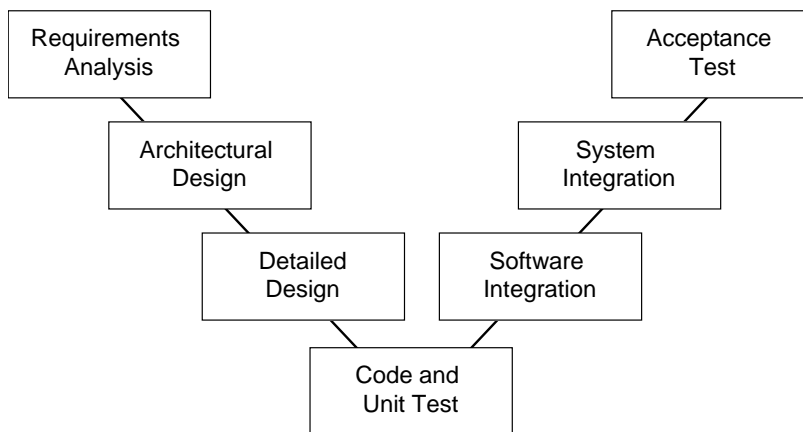 Requirements
Analysis
Acceptance
Test
Architectural
Design
System
Integration
Detailed
Design
Software
Integration
Code and
Unit Test